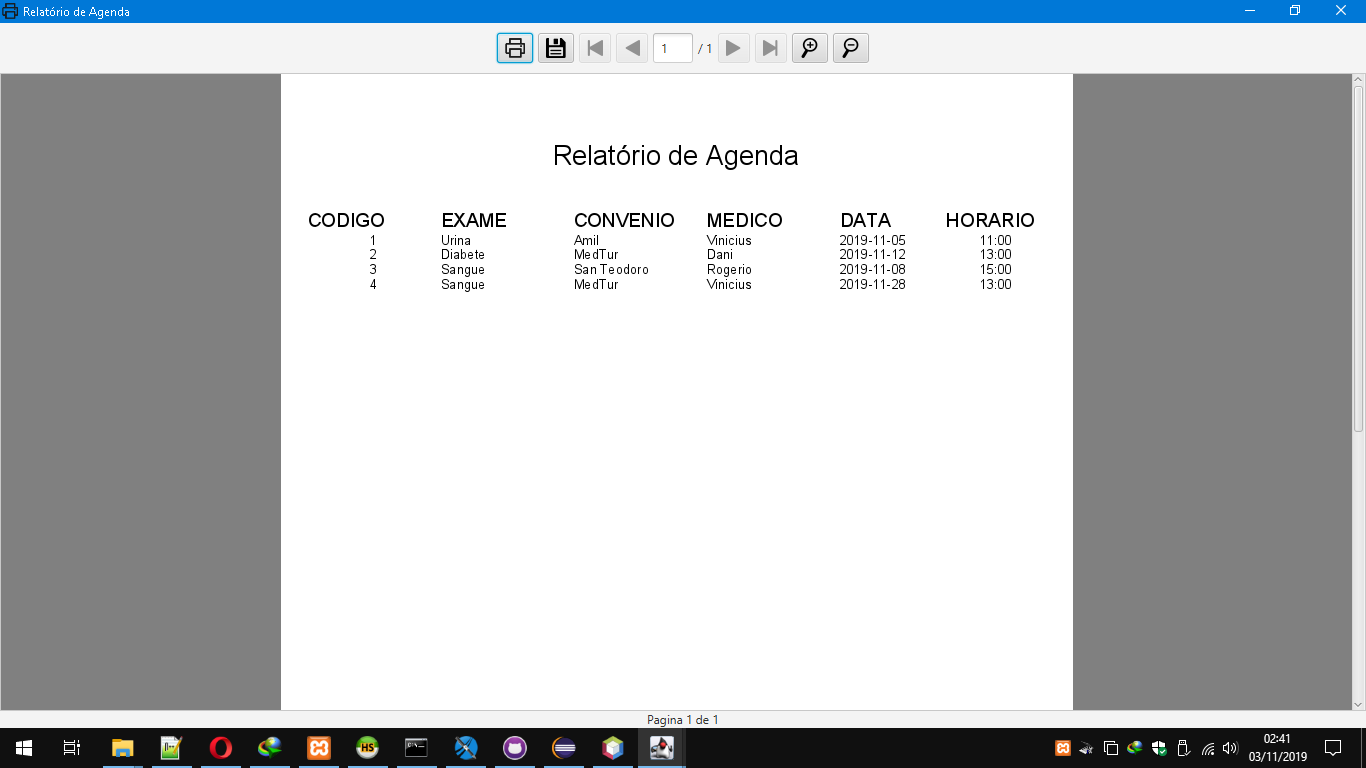 Relatório de Agenda
1 / 1
Relatório de Agenda
CODIGO EXAME CONVENIO MEDICO DATA HORARIO
1 Urina Amil Vinicius 2019-11-05 11:00
2 Diabete MedTur Dani 2019-11-12 13:00
3 Sangue San Teodoro Rogerio 2019-11-08 15:00
4 Sangue MedTur Vinicius 2019-11-28 13:00
Pagina 1 de 1
HS
02:41
03/11/2019